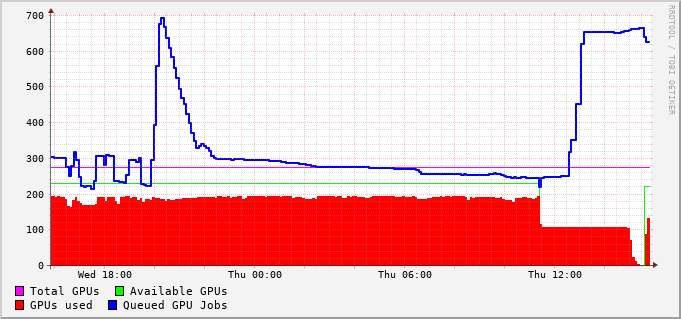 700
600
500
400
300
200
100
0
Wed 18:00 Thu 00:00 Thu 06:00 Thu 12:00
Total GPUs Available GPUs
GPUs used Queued GPU Jobs
RRDTOOL / TOBI OETIKER